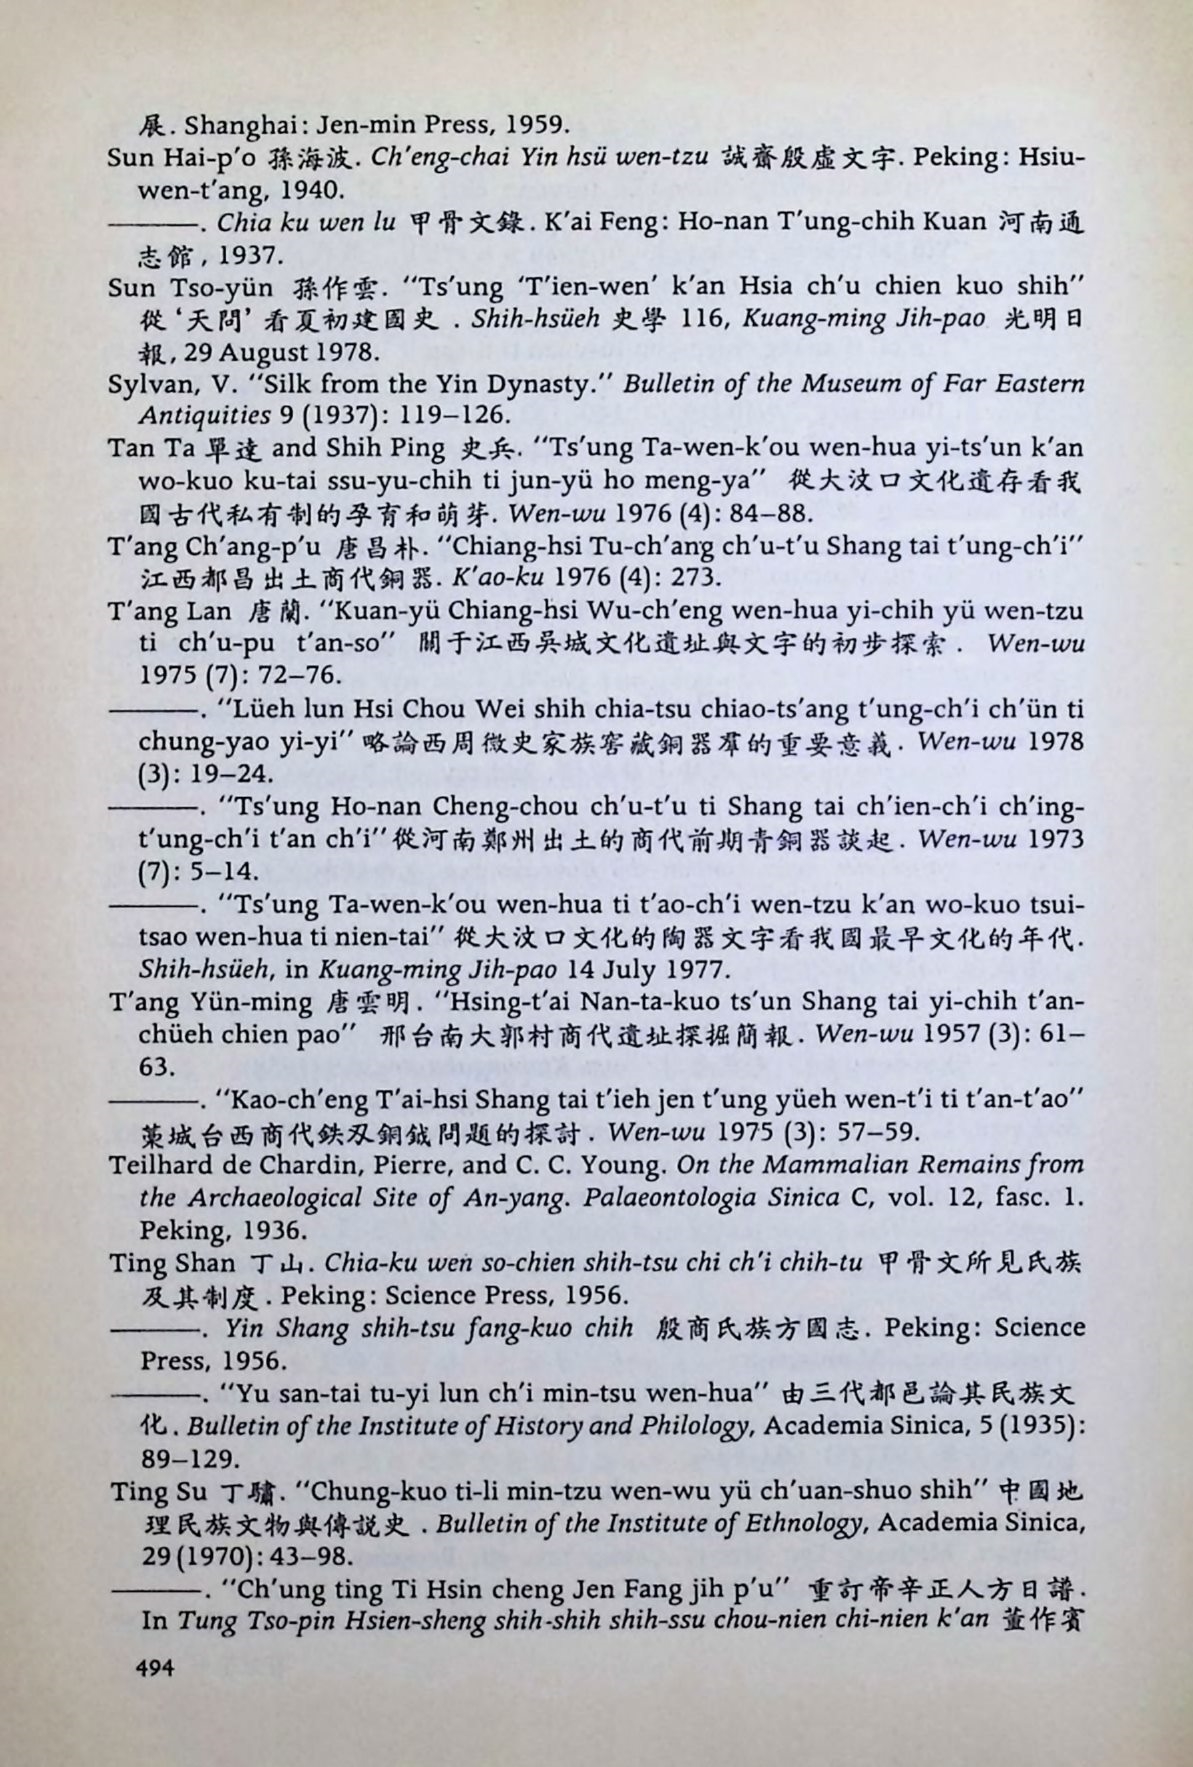 展. Shanghai: Jen-min Press, 1959.
Sun Hai-p'o 孫海波. Ch'eng-chai Yin hsü wen-tzu 誠齋殷虛文字. Peking: Hsiu-
wen-t'ang, 1940.
———. Chia ku wen lu 甲骨文錄. K'ai Feng: Ho-nan T'ung-chih Kuan 河南通
志館, 1937.
Sun Tso-yün 孫作雲. "Ts'ung 'T'ien-wen' k'an Hsia ch'u chien kuo shih"
從‘天問’看夏初建國史 . Shih-hsüeh 史學 116, Kuang-ming Jih-pao 光明日
報, 29 August 1978.
Sylvan, V. "Silk from the Yin Dynasty." Bulletin of the Museum of Far Eastern
Antiquities 9 (1937): 119–126.
Tan Ta 單達 and Shih Ping 史兵. "Ts'ung Ta-wen-k'ou wen-hua yi-ts'un k'an
wo-kuo ku-tai ssu-yu-chih ti jun-yü ho meng-ya" 從大汶口文化遺存看我
國古代私有制的孕育和萌芽. Wen-wu 1976 (4): 84–88.
T'ang Ch'ang-p'u 唐昌朴. "Chiang-hsi Tu-ch'ang ch'u-t'u Shang tai t'ung-ch'i"
江西都昌出土商代銅器. K'ao-ku 1976 (4): 273.
T'ang Lan 唐蘭. "Kuan-yü Chiang-hsi Wu-ch'eng wen-hua yi-chih yü wen-tzu
ti ch'u-pu t'an-so" 關于江西吳城文化遺址與文字的初步探索 . Wen-wu
1975 (7): 72–76.
———. "Lüeh lun Hsi Chou Wei shih chia-tsu chiao-ts'ang t'ung-ch'i ch'ün ti
chung-yao yi-yi" 略論西周微史家族窖藏銅器羣的重要意義. Wen-wu 1978
(3): 19–24.
———. "Ts'ung Ho-nan Cheng-chou ch'u-t'u ti Shang tai ch'ien-ch'i ch'ing-
t'ung-ch'i t'an ch'i" 從河南鄭州出土的商代前期青銅器談起. Wen-wu 1973
(7): 5–14.
———. "Ts'ung Ta-wen-k'ou wen-hua ti t'ao-ch'i wen-tzu k'an wo-kuo tsui-
tsao wen-hua ti nien-tai" 從大汶口文化的陶器文字看我國最早文化的年代.
Shih-hsüeh, in Kuang-ming Jih-pao 14 July 1977.
T'ang Yün-ming 唐雲明. "Hsing-t'ai Nan-ta-kuo ts'un Shang tai yi-chih t'an-
chüeh chien pao" 邢台南大郭村商代遺址探掘簡報. Wen-wu 1957 (3): 61–
63.
———. "Kao-ch'eng T'ai-hsi Shang tai t'ieh jen t'ung yüeh wen-t'i ti t'an-t'ao"
藁城台西商代鉄刃銅鉞問題的探討. Wen-wu 1975 (3): 57–59.
Teilhard de Chardin, Pierre, and C. C. Young. On the Mammalian Remains from
the Archaeological Site of An-yang. Palaeontologia Sinica C, vol. 12, fasc. 1.
Peking, 1936.
Ting Shan 丁山. Chia-ku wen so-chien shih-tsu chi ch'i chih-tu 甲骨文所見氏族
及其制度. Peking: Science Press, 1956.
———. Yin Shang shih-tsu fang-kuo chih 殷商氏族方國志. Peking: Science
Press, 1956.
———. "Yu san-tai tu-yi lun ch'i min-tsu wen-hua" 由三代都邑論其民族文
化. Bulletin of the Institute of History and Philology, Academia Sinica, 5 (1935):
89–129.
Ting Su 丁驌. "Chung-kuo ti-li min-tzu wen-wu yü ch'uan-shuo shih" 中國地
理民族文物與傳説史 . Bulletin of the Institute of Ethnology, Academia Sinica,
29 (1970): 43–98.
———. "Ch'ung ting Ti Hsin cheng Jen Fang jih p'u" 重訂帝辛正人方日譜.
In Tung Tso-pin Hsien-sheng shih-shih shih-ssu chou-nien chi-nien k'an 董作賓
494